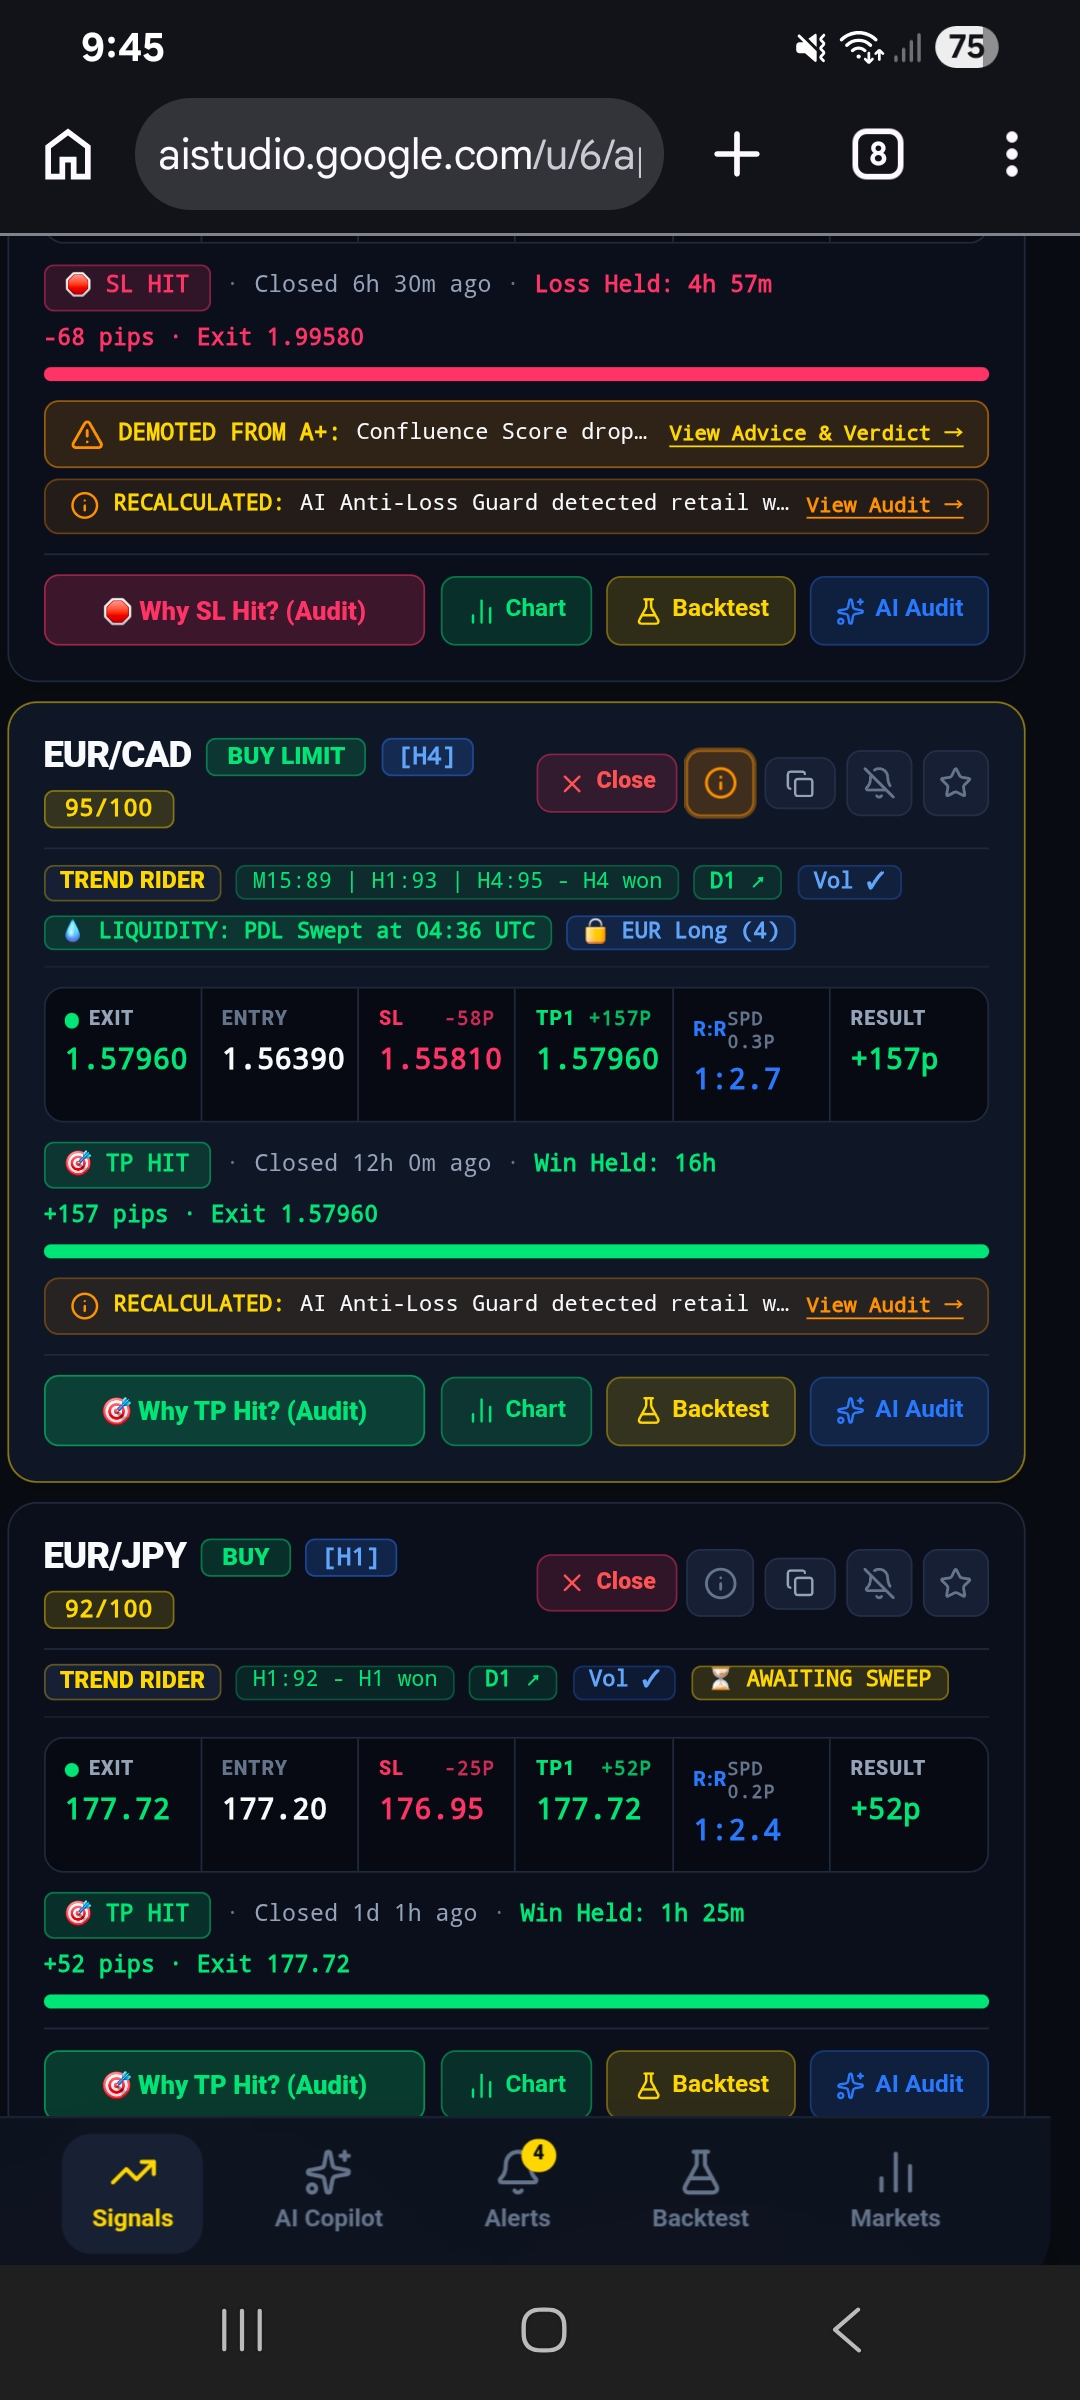 9:45
75
aistudio.google.com/u/6/a
8
SL HIT · Closed 6h 30m ago · Loss Held: 4h 57m
-68 pips · Exit 1.99580
DEMOTED FROM A+: Confluence Score drop… View Advice & Verdict →
RECALCULATED: AI Anti-Loss Guard detected retail w… View Audit →
Why SL Hit? (Audit) Chart Backtest AI Audit
EUR/CAD BUY LIMIT [H4]
Close
95/100
TREND RIDER M15:89 | H1:93 | H4:95 - H4 won D1 ↗ Vol ✓
LIQUIDITY: PDL Swept at 04:36 UTC EUR Long (4)
EXIT ENTRY SL -58P TP1 +157P R:R SPD 0.3P RESULT
1.57960 1.56390 1.55810 1.57960 1:2.7 +157p
TP HIT · Closed 12h 0m ago · Win Held: 16h
+157 pips · Exit 1.57960
RECALCULATED: AI Anti-Loss Guard detected retail w… View Audit →
Why TP Hit? (Audit) Chart Backtest AI Audit
EUR/JPY BUY [H1]
Close
92/100
TREND RIDER H1:92 - H1 won D1 ↗ Vol ✓ AWAITING SWEEP
EXIT ENTRY SL -25P TP1 +52P R:R SPD 0.2P RESULT
177.72 177.20 176.95 177.72 1:2.4 +52p
TP HIT · Closed 1d 1h ago · Win Held: 1h 25m
+52 pips · Exit 177.72
Why TP Hit? (Audit) Chart Backtest AI Audit
4
Signals AI Copilot Alerts Backtest Markets